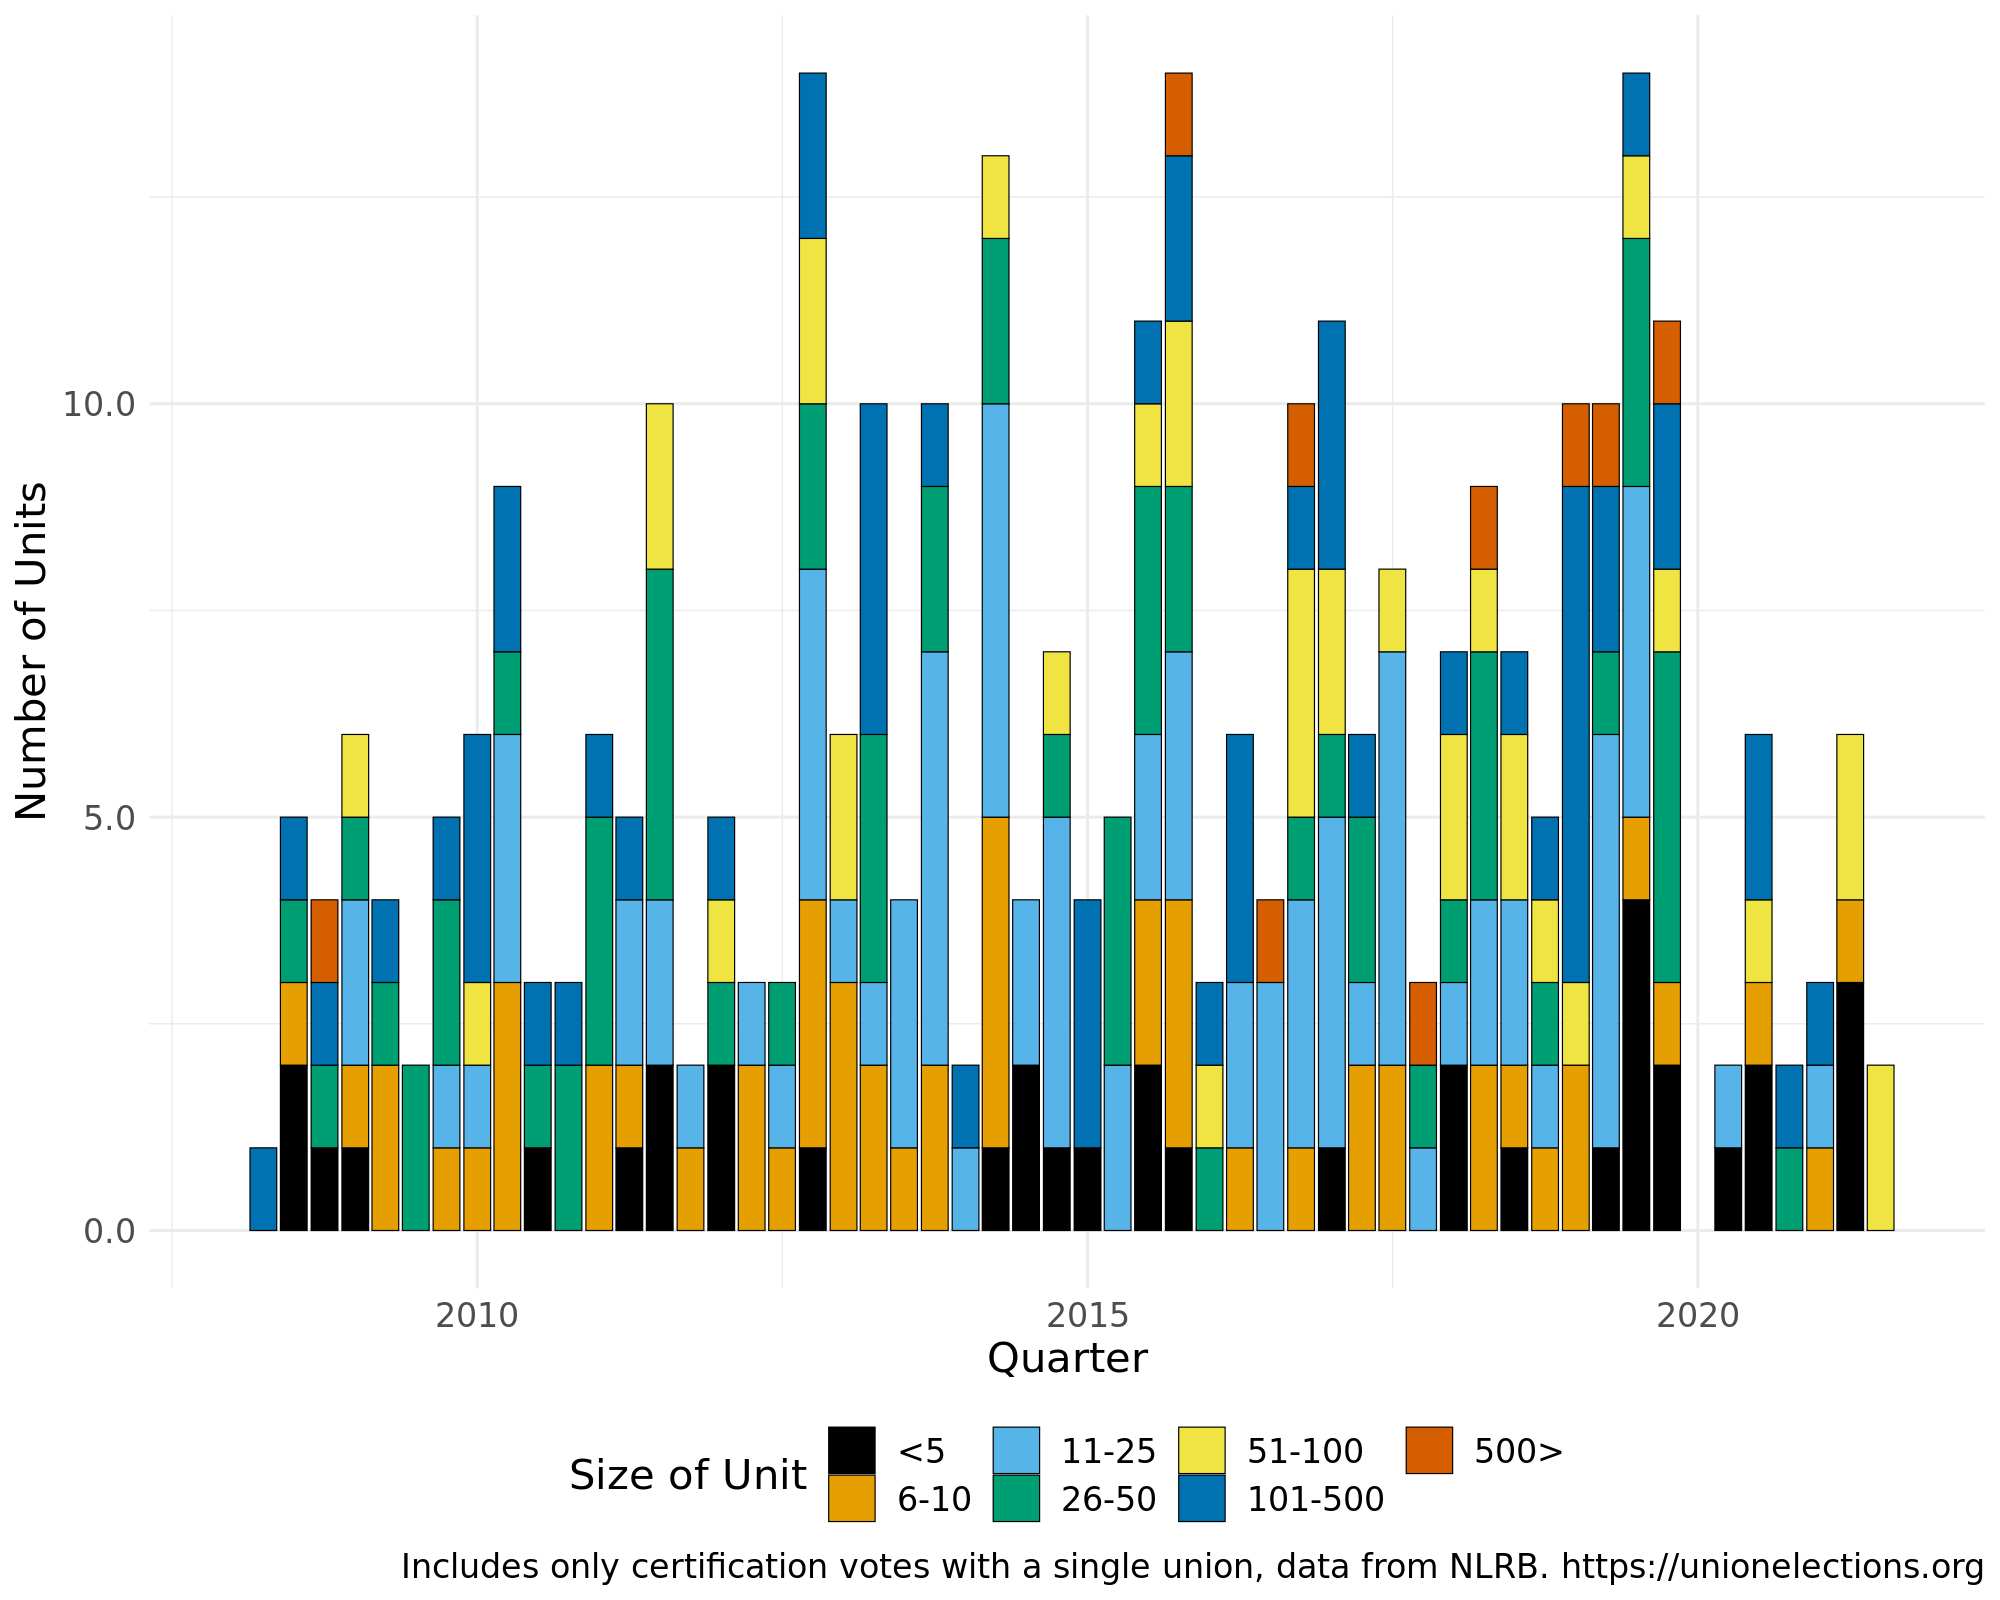 10.0
5.0
0.0
Number of Units
2010 2015 2020
Quarter
Size of Unit
<5 11-25 51-100 500>
6-10 26-50 101-500
Includes only certification votes with a single union, data from NLRB. https://unionelections.org